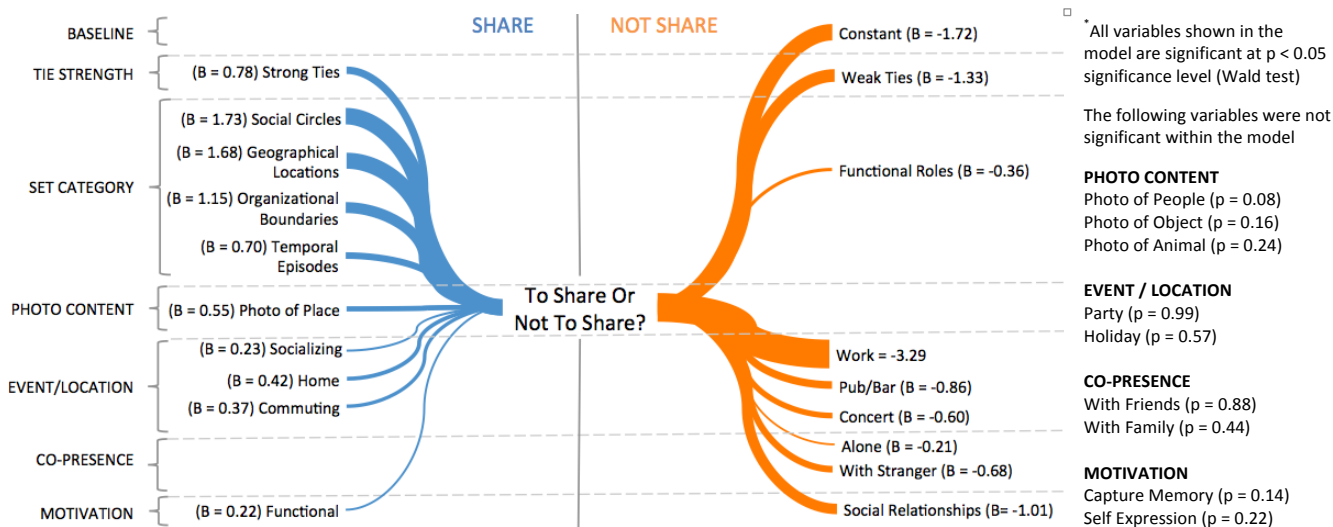 SHARE
NOT SHARE
BASELINE
Constant (B = -1.72)
TIE STRENGTH
(B = 0.78) Strong Ties
Weak Ties (B = -1.33)
SET CATEGORY
(B = 1.73) Social Circles
(B = 1.68) Geographical
Locations
(B = 1.15) Organizational
Boundaries
(B = 0.70) Temporal
Episodes
Functional Roles (B = -0.36)
To Share Or
Not To Share?
PHOTO CONTENT
(B = 0.55) Photo of Place
EVENT/LOCATION
(B = 0.23) Socializing
(B = 0.42) Home
(B = 0.37) Commuting
Work = -3.29
Pub/Bar (B = -0.86)
Concert (B = -0.60)
CO-PRESENCE
Alone (B = -0.21)
With Stranger (B = -0.68)
MOTIVATION
(B = 0.22) Functional
Social Relationships (B= -1.01)
*All variables shown in the
model are significant at p < 0.05
significance level (Wald test)
The following variables were not
significant within the model
PHOTO CONTENT
Photo of People (p = 0.08)
Photo of Object (p = 0.16)
Photo of Animal (p = 0.24)
EVENT / LOCATION
Party (p = 0.99)
Holiday (p = 0.57)
CO-PRESENCE
With Friends (p = 0.88)
With Family (p = 0.44)
MOTIVATION
Capture Memory (p = 0.14)
Self Expression (p = 0.22)